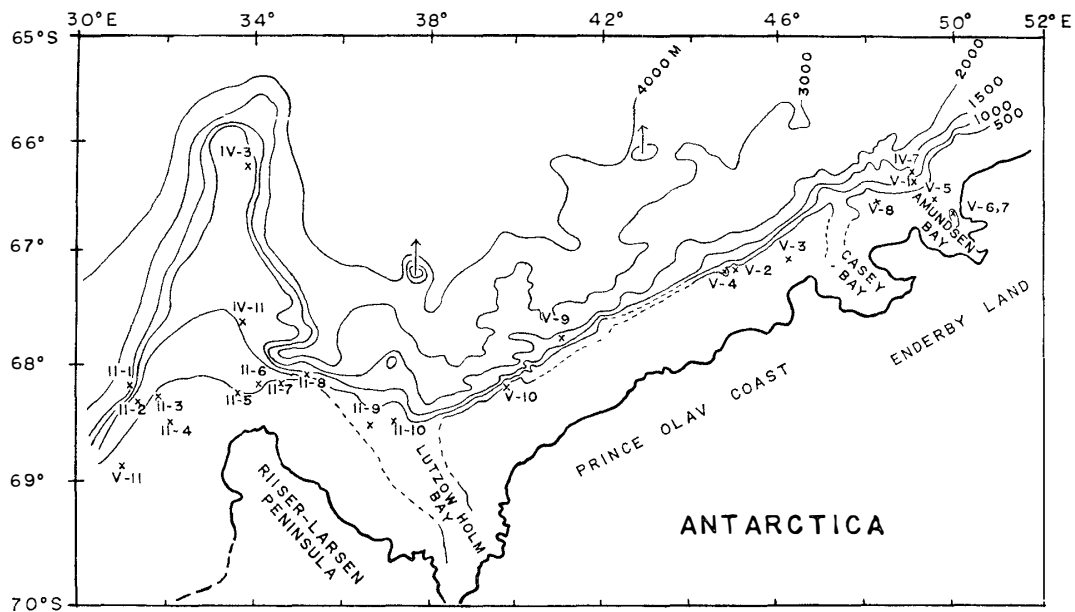 30°E 34° 38° 42° 46° 50° 52°E
65°S
66°
67°
68°
69°
70°S
4000M
3000
2000
1500
1000
500
IV-3
IV-7
V-1
V-5
V-8
V-6,7
AMUNDSEN
BAY
V-3
V-2
V-4
CASEY
BAY
ENDERBY LAND
IV-11
V-9
II-1
II-6
II-8
II-7
II-2
II-3
II-5
II-4
II-9
II-10
V-10
V-11
PRINCE OLAV COAST
LUTZOW HOLM
BAY
RIISER-LARSEN
PENINSULA
ANTARCTICA